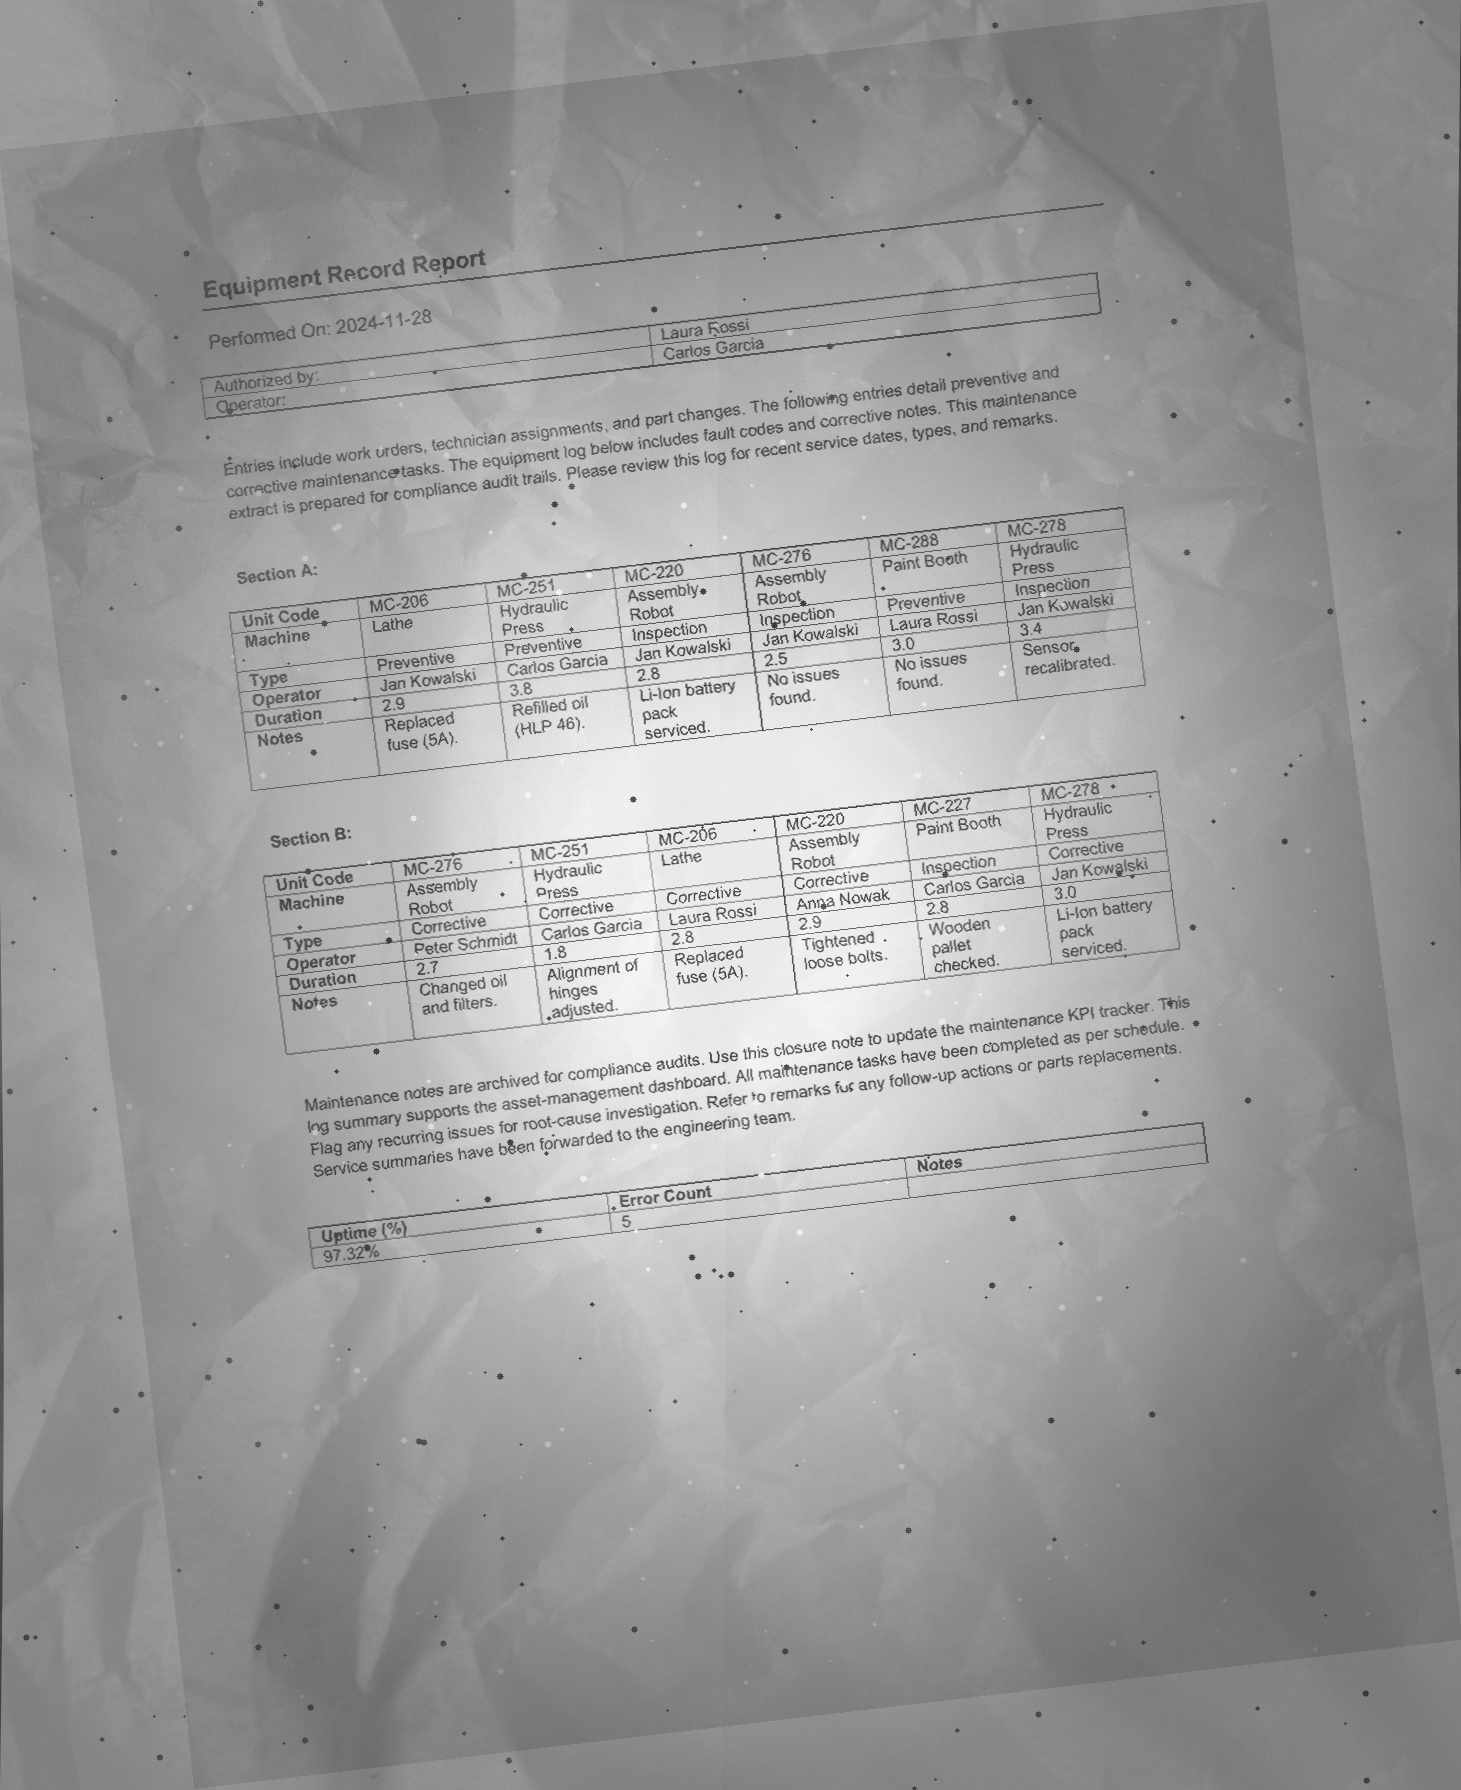 Equipment Record Report
Performed On: 2024-11-28
Authorized by: Laura Rossi
Operator: Carlos Garcia
Entries include work orders, technician assignments, and part changes. The following entries detail preventive and
corrective maintenance tasks. The equipment log below includes fault codes and corrective notes. This maintenance
extract is prepared for compliance audit trails. Please review this log for recent service dates, types, and remarks.
Section A:
Unit Code MC-206 MC-251 MC-220 MC-276 MC-288 MC-278
Machine Lathe Hydraulic Press Assembly Robot Assembly Robot Paint Booth Hydraulic Press
Type Preventive Preventive Inspection Inspection Preventive Inspection
Operator Jan Kowalski Carlos Garcia Jan Kowalski Jan Kowalski Laura Rossi Jan Kowalski
Duration 2.9 3.8 2.8 2.5 3.0 3.4
Notes Replaced fuse (5A). Refilled oil (HLP 46). Li-Ion battery pack serviced. No issues found. No issues found. Sensor recalibrated.
Section B:
Unit Code MC-276 MC-251 MC-206 MC-220 MC-227 MC-278
Machine Assembly Robot Hydraulic Press Lathe Assembly Robot Paint Booth Hydraulic Press
Type Corrective Corrective Corrective Corrective Inspection Corrective
Operator Peter Schmidt Carlos Garcia Laura Rossi Anna Nowak Carlos Garcia Jan Kowalski
Duration 2.7 1.8 2.8 2.9 2.8 3.0
Notes Changed oil and filters. Alignment of hinges adjusted. Replaced fuse (5A). Tightened loose bolts. Wooden pallet checked. Li-Ion battery pack serviced.
Maintenance notes are archived for compliance audits. Use this closure note to update the maintenance KPI tracker. This
log summary supports the asset-management dashboard. All maintenance tasks have been completed as per schedule.
Flag any recurring issues for root-cause investigation. Refer to remarks for any follow-up actions or parts replacements.
Service summaries have been forwarded to the engineering team.
Uptime (%) Error Count Notes
97.32% 5